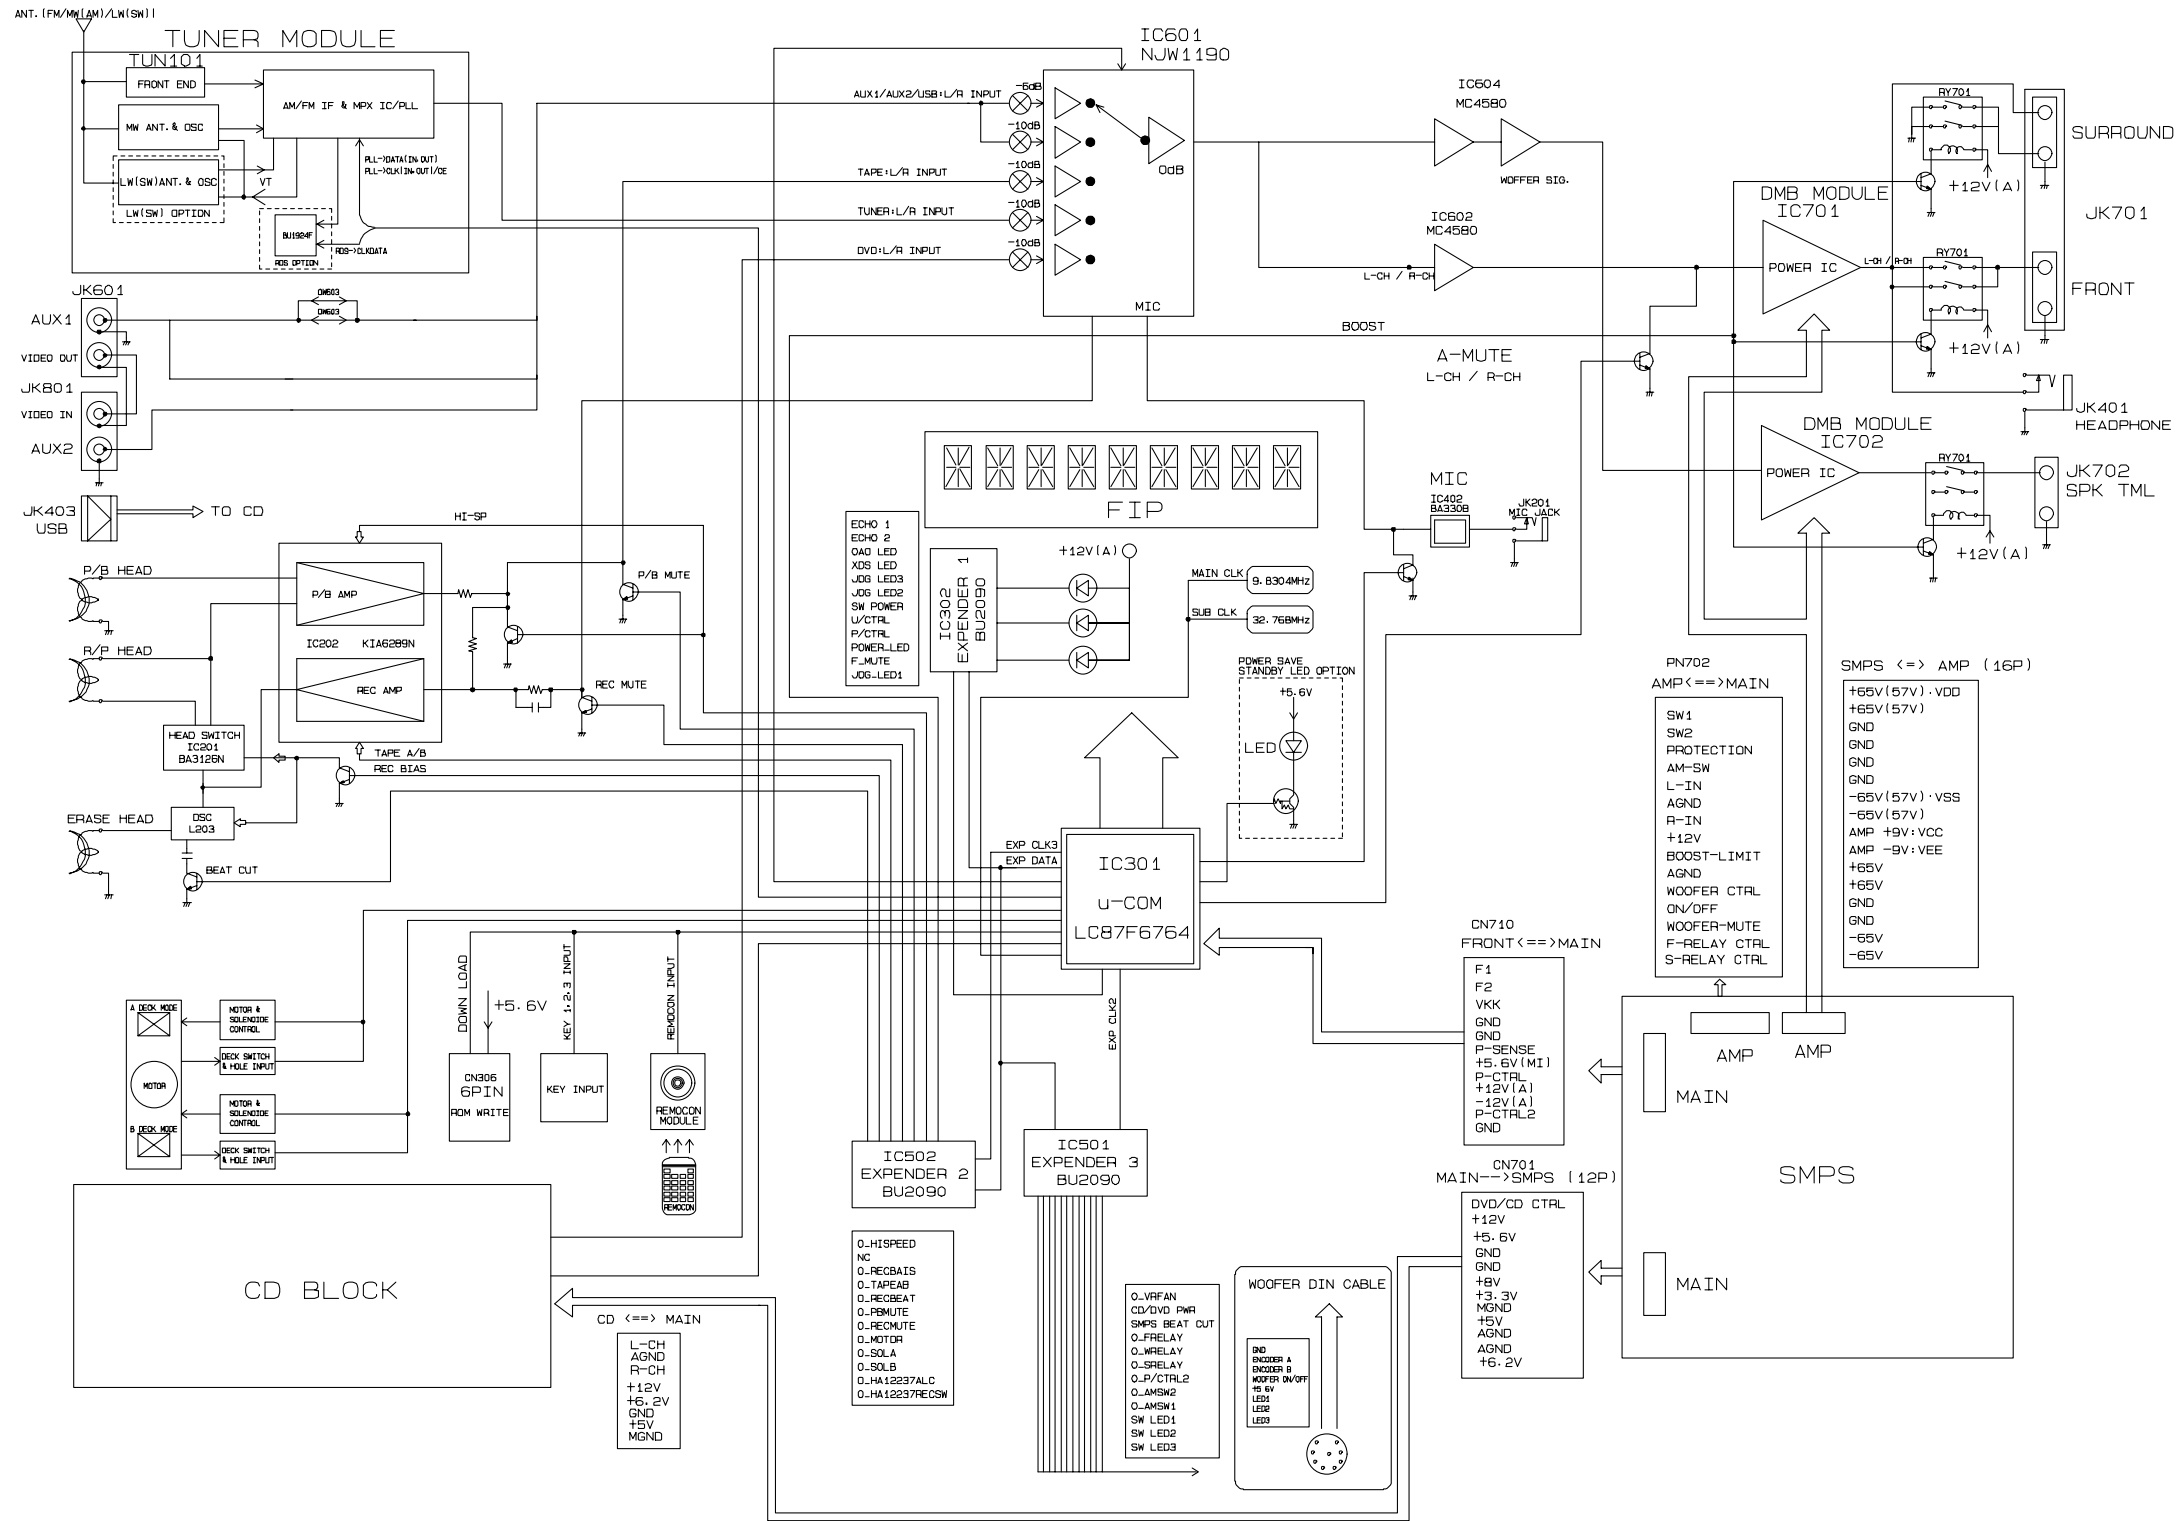 ANT.(FM/MW(AM)/LW(SW))
TUNER MODULE
TUN101
FRONT END
MW ANT.& OSC
LW(SW)ANT.& OSC
LW(SW) OPTION
AM/FM IF & MPX IC/PLL
VT
PLL->DATA(IN.OUT)
PLL->CLK(IN.OUT)/CE
BU1924F
RDS OPTION
RDS->CLKDATA
JK601
AUX1
VIDEO OUT
JK801
VIDEO IN
AUX2
JK403
USB
TO CD
OW603
OW603
IC601
NJW1190
AUX1/AUX2/USB:L/R INPUT
TAPE:L/R INPUT
TUNER:L/R INPUT
DVD:L/R INPUT
-10dB
-10dB
-10dB
-10dB
0dB
MIC
IC604
MC4580
WOFFER SIG.
IC602
MC4580
L-CH / R-CH
BOOST
A-MUTE
L-CH / R-CH
DMB MODULE
IC701
POWER IC
L-CH / R-CH
RY701
+12V(A)
RY701
+12V(A)
SURROUND
JK701
FRONT
JK401
HEADPHONE
DMB MODULE
IC702
POWER IC
RY701
+12V(A)
JK702
SPK TML
FIP
MIC
IC402
BA3308
JK201
MIC JACK
ECHO 1
ECHO 2
OAO LED
XDS LED
JOG LED3
JOG LED2
SW POWER
U/CTRL
P/CTRL
POWER_LED
F_MUTE
JOG_LED1
IC302
EXPENDER 1
BU2090
+12V(A)
MAIN CLK
9.8304MHz
SUB CLK
32.768MHz
POWER SAVE
STANDBY LED OPTION
+5.6V
LED
P/B HEAD
R/P HEAD
P/B AMP
IC202 KIA6289N
REC AMP
HI-SP
P/B MUTE
REC MUTE
HEAD SWITCH
IC201
BA3126N
TAPE A/B
REC BIAS
OSC
L203
ERASE HEAD
BEAT CUT
EXP CLK3
EXP DATA
IC301
u-COM
LC87F6764
EXP CLK2
PN702
AMP<==>MAIN
SW1
SW2
PROTECTION
AM-SW
L-IN
AGND
R-IN
+12V
BOOST-LIMIT
AGND
WOOFER CTRL
ON/OFF
WOOFER-MUTE
F-RELAY CTRL
S-RELAY CTRL
SMPS <=> AMP (16P)
+65V(57V).VDD
+65V(57V)
GND
GND
GND
GND
-65V(57V).VSS
-65V(57V)
AMP +9V:VCC
AMP -9V:VEE
+65V
+65V
GND
GND
-65V
-65V
CN710
FRONT<==>MAIN
F1
F2
VKK
GND
GND
P-SENSE
+5.6V(MI)
P-CTRL
+12V(A)
-12V(A)
P-CTRL2
GND
AMP
AMP
MAIN
MAIN
SMPS
CN701
MAIN-->SMPS (12P)
DVD/CD CTRL
+12V
+5.6V
GND
GND
+8V
+3.3V
MGND
+5V
AGND
AGND
+6.2V
A DECK MODE
MOTOR
B DECK MODE
MOTOR &
SOLENOIDE
CONTROL
DECK SWITCH
& HOLE INPUT
MOTOR &
SOLENOIDE
CONTROL
DECK SWITCH
& HOLE INPUT
DOWN LOAD
+5.6V
KEY 1,2,3 INPUT
REMOCON INPUT
CN306
6PIN
ROM WRITE
KEY INPUT
REMOCON
MODULE
REMOCON
IC502
EXPENDER 2
BU2090
IC501
EXPENDER 3
BU2090
CD BLOCK
CD <==> MAIN
L-CH
AGND
R-CH
+12V
+6.2V
GND
+5V
MGND
O_HISPEED
NC
O_RECBAIS
O_TAPEAB
O_RECBEAT
O_PBMUTE
O_RECMUTE
O_MOTOR
O_SOLA
O_SOLB
O_HA12237ALC
O_HA12237RECSW
O_VRFAN
CD/DVD PWR
SMPS BEAT CUT
O_FRELAY
O_WRELAY
O_SRELAY
O_P/CTRL2
O_AMSW2
O_AMSW1
SW LED1
SW LED2
SW LED3
WOOFER DIN CABLE
GND
ENCODER A
ENCODER B
WOOFER ON/OFF
+5.6V
LED1
LED2
LED3